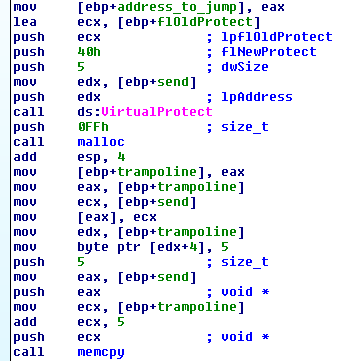 mov [ebp+address_to_jump], eax
lea ecx, [ebp+flOldProtect]
push ecx ; lpflOldProtect
push 40h ; flNewProtect
push 5 ; dwSize
mov edx, [ebp+send]
push edx ; lpAddress
call ds:VirtualProtect
push 0FFh ; size_t
call malloc
add esp, 4
mov [ebp+trampoline], eax
mov eax, [ebp+trampoline]
mov ecx, [ebp+send]
mov [eax], ecx
mov edx, [ebp+trampoline]
mov byte ptr [edx+4], 5
push 5 ; size_t
mov eax, [ebp+send]
push eax ; void *
mov ecx, [ebp+trampoline]
add ecx, 5
push ecx ; void *
call memcpy